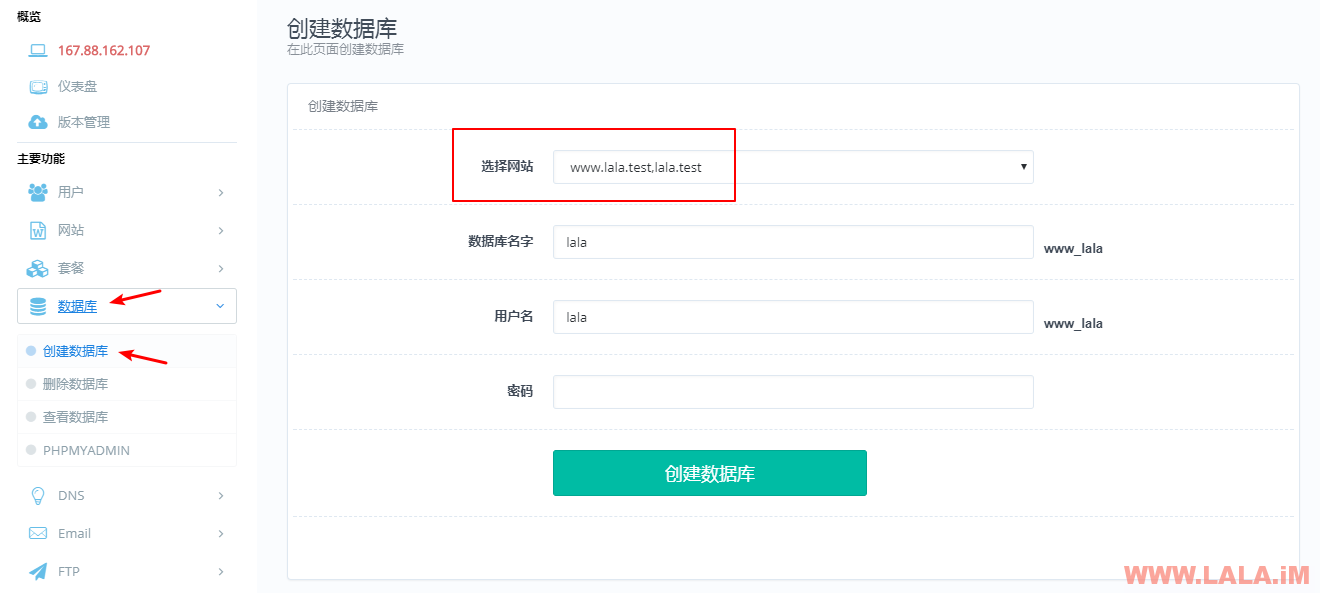 概览
167.88.162.107
仪表盘
版本管理
主要功能
用户
网站
套餐
数据库
创建数据库
删除数据库
查看数据库
PHPMYADMIN
DNS
Email
FTP
创建数据库
在此页面创建数据库
创建数据库
选择网站 www.lala.test,lala.test
数据库名字 lala www_lala
用户名 lala www_lala
密码
创建数据库
WWW.LALA.iM